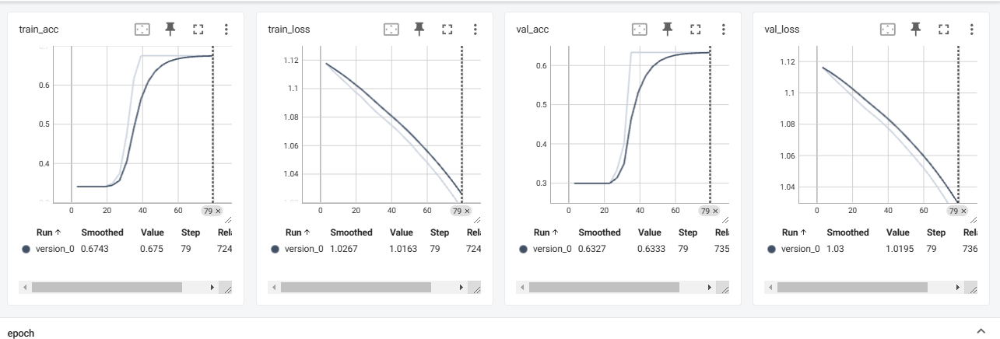 train_acc
0.6
0.5
0.4
0 20 40 60 79 ×
Run ↑ Smoothed Value Step Rela
version_0 0.6743 0.675 79 724
train_loss
1.12
1.1
1.08
1.06
1.04
0 20 40 60 79 ×
Run ↑ Smoothed Value Step Rela
version_0 1.0267 1.0163 79 724
val_acc
0.6
0.5
0.4
0.3
0 20 40 60 79 ×
Run ↑ Smoothed Value Step Rela
version_0 0.6327 0.6333 79 735
val_loss
1.12
1.1
1.08
1.06
1.04
0 20 40 60 79 ×
Run ↑ Smoothed Value Step Rela
version_0 1.03 1.0195 79 736
epoch